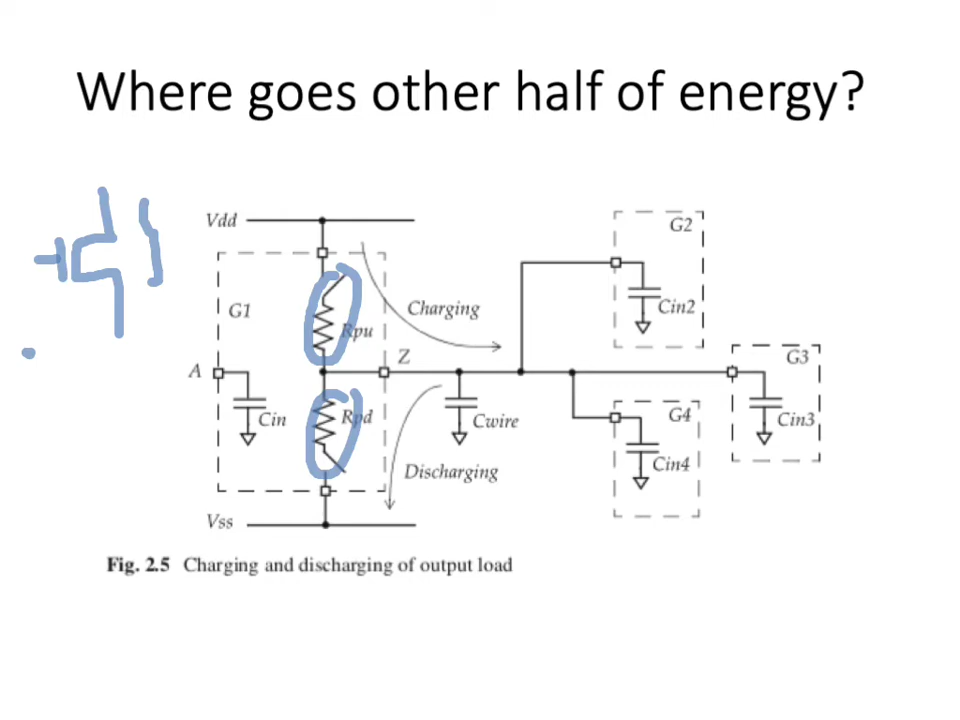 Where goes other half of energy?
Vdd
G2
G1
Rpu
Charging
Cin2
Z
G3
A
Cin
Rpd
Cwire
G4
Cin3
Discharging
Cin4
Vss
Fig. 2.5 Charging and discharging of output load